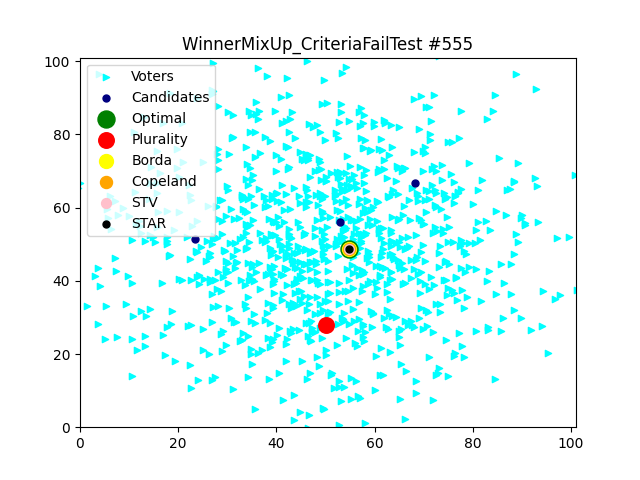 WinnerMixUp_CriteriaFailTest #555
100
80
60
40
20
0
Voters
Candidates
Optimal
Plurality
Borda
Copeland
STV
STAR
0 20 40 60 80 100